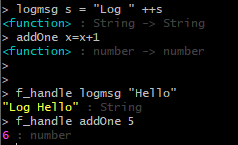 > logmsg s = "Log " ++s
<function> : String -> String
> addOne x=x+1
<function> : number -> number
>
>
> f_handle logmsg "Hello"
"Log Hello" : String
> f_handle addOne 5
6 : number